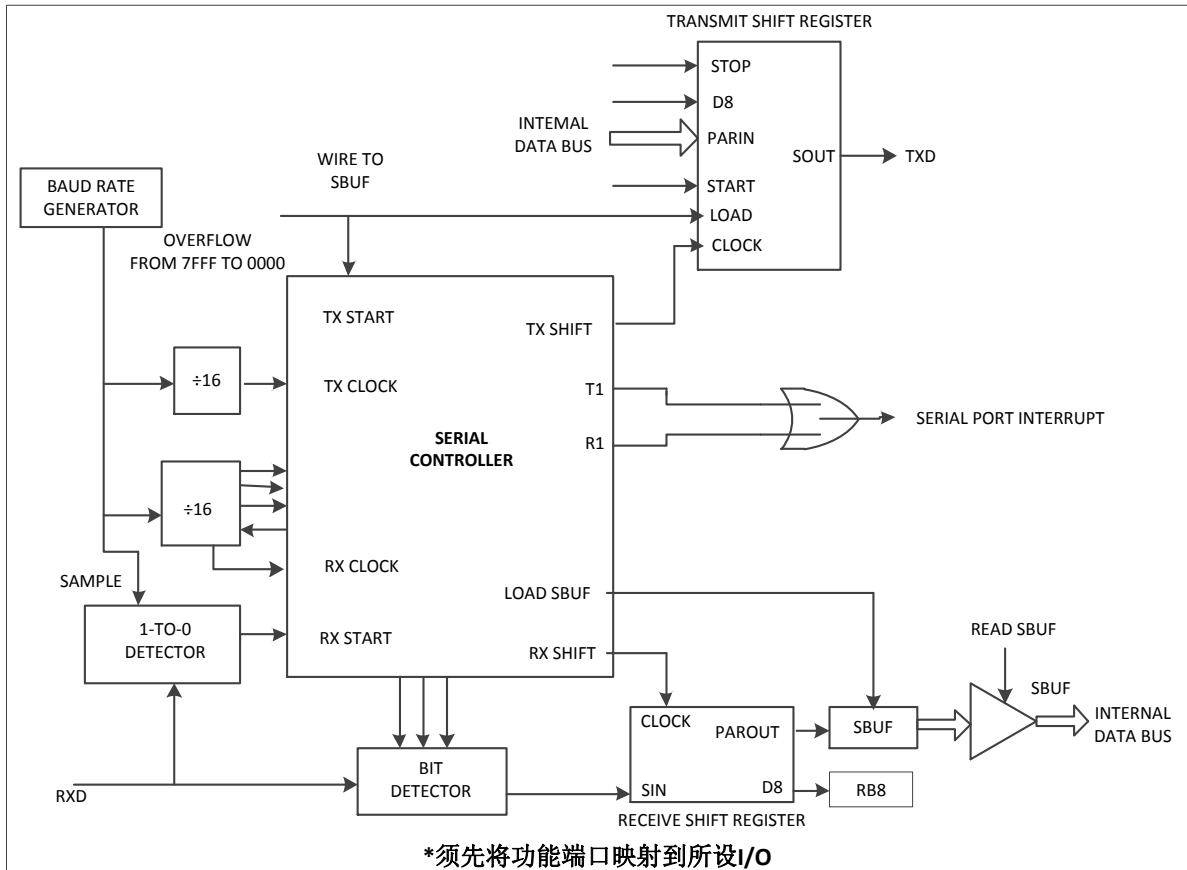 TRANSMIT SHIFT REGISTER
STOP
D8
INTEMAL
DATA BUS
PARIN
SOUT
TXD
START
LOAD
CLOCK
WIRE TO
SBUF
BAUD RATE
GENERATOR
OVERFLOW
FROM 7FFF TO 0000
TX START
TX SHIFT
÷16
TX CLOCK
T1
SERIAL PORT INTERRUPT
R1
SERIAL
CONTROLLER
÷16
RX CLOCK
SAMPLE
LOAD SBUF
1-TO-0
DETECTOR
RX START
RX SHIFT
READ SBUF
SBUF
CLOCK
PAROUT
SBUF
INTERNAL
DATA BUS
BIT
DETECTOR
RXD
SIN
D8
RB8
RECEIVE SHIFT REGISTER
*须先将功能端口映射到所设I/O